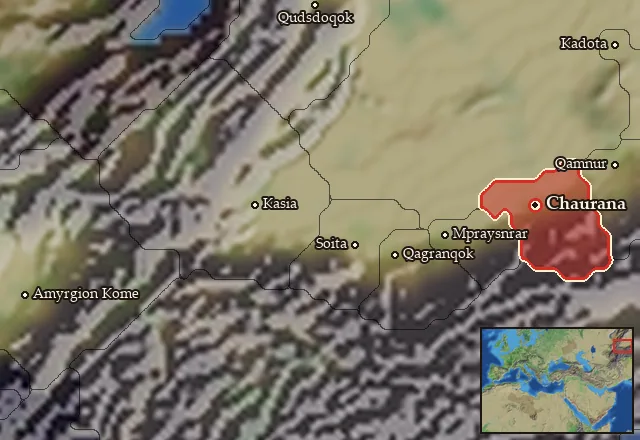 Qudsdoqok
Kadota
Qamnur
Kasia
Chaurana
Mpraysnrar
Soita
Qagranqok
Amyrgion Kome